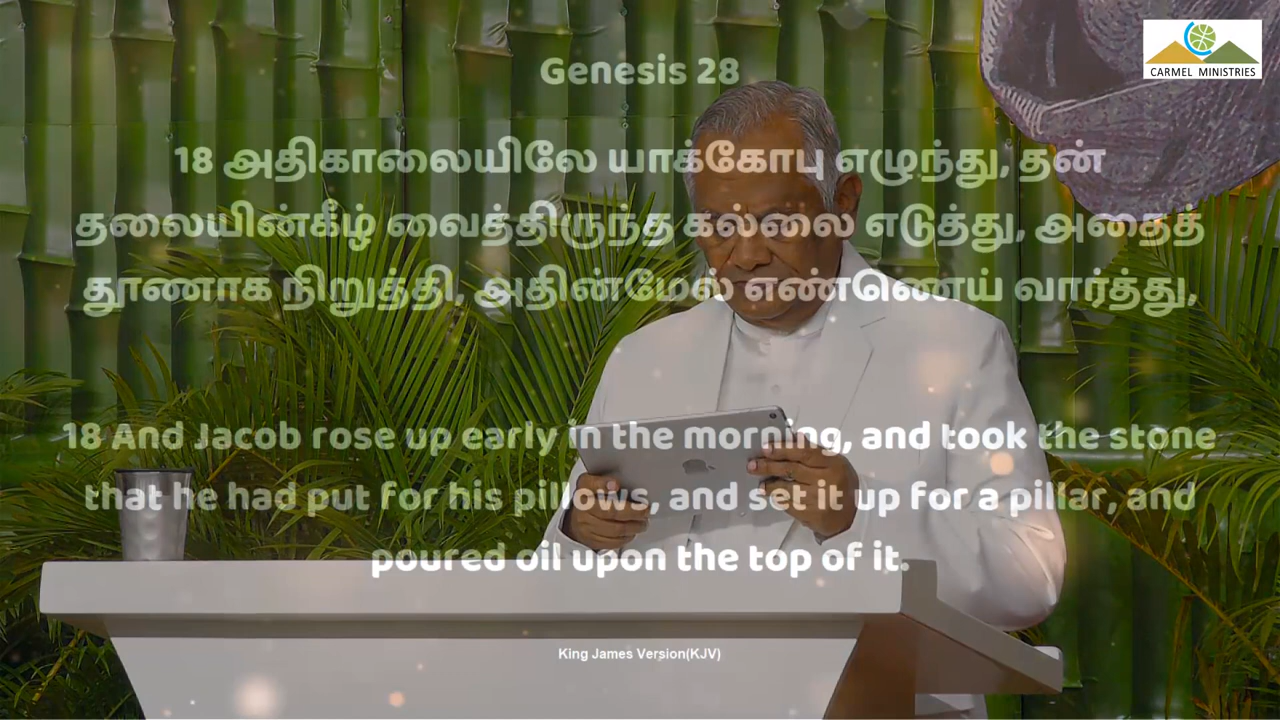 CARMEL MINISTRIES
Genesis 28
18 அதிகாலையிலே யாக்கோபு எழுந்து, தன்
தலையின்கீழ் வைத்திருந்த கல்லை எடுத்து, அதைத்
தூணாக நிறுத்தி, அதின்மேல் எண்ணெய் வார்த்து,
18 And Jacob rose up early in the morning, and took the stone
that he had put for his pillows, and set it up for a pillar, and
poured oil upon the top of it.
King James Version(KJV)